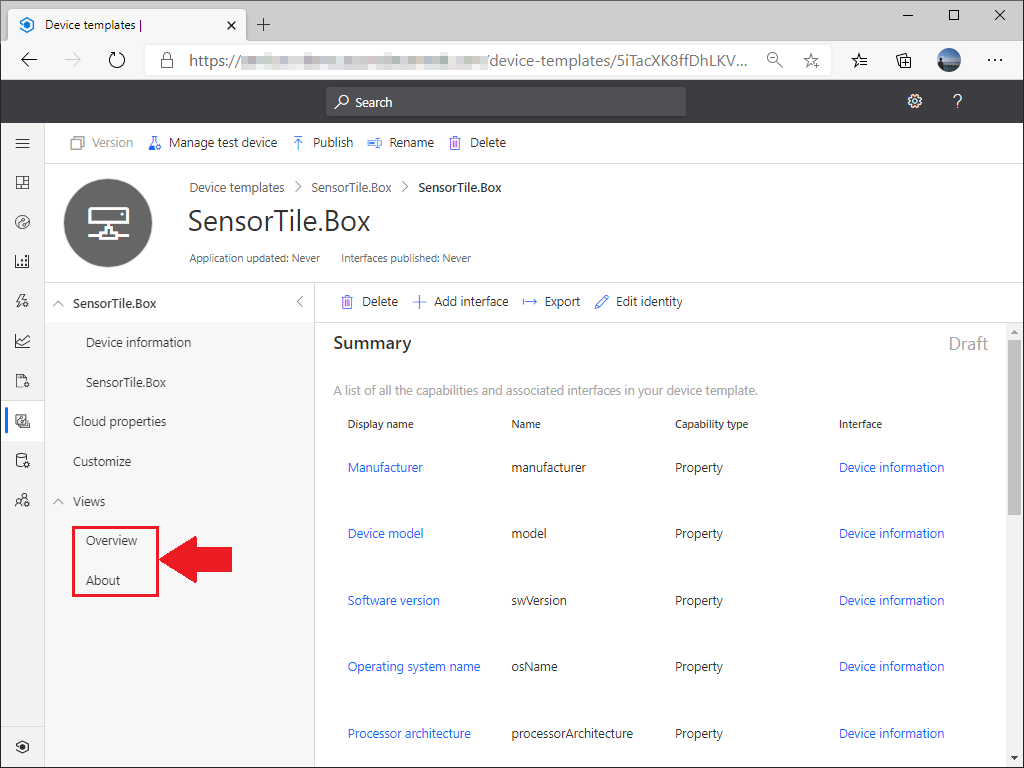 Device templates |
https:// /device-templates/5iTacXK8ffDhLKV...
Search
?
Version Manage test device Publish Rename Delete
Device templates > SensorTile.Box > SensorTile.Box
SensorTile.Box
Application updated: Never Interfaces published: Never
SensorTile.Box
Delete Add interface Export Edit identity
Device information
SensorTile.Box
Cloud properties
Customize
Views
Overview
About
Summary Draft
A list of all the capabilities and associated interfaces in your device template.
Display name Name Capability type Interface
Manufacturer manufacturer Property Device information
Device model model Property Device information
Software version swVersion Property Device information
Operating system name osName Property Device information
Processor architecture processorArchitecture Property Device information